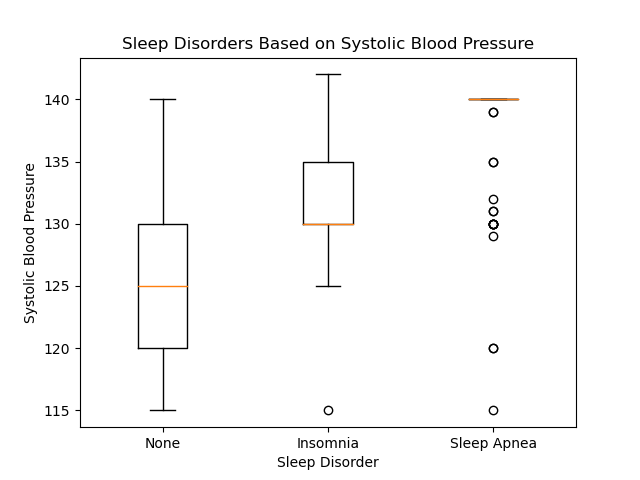 Sleep Disorders Based on Systolic Blood Pressure
Systolic Blood Pressure
140
135
130
125
120
115
None
Insomnia
Sleep Apnea
Sleep Disorder